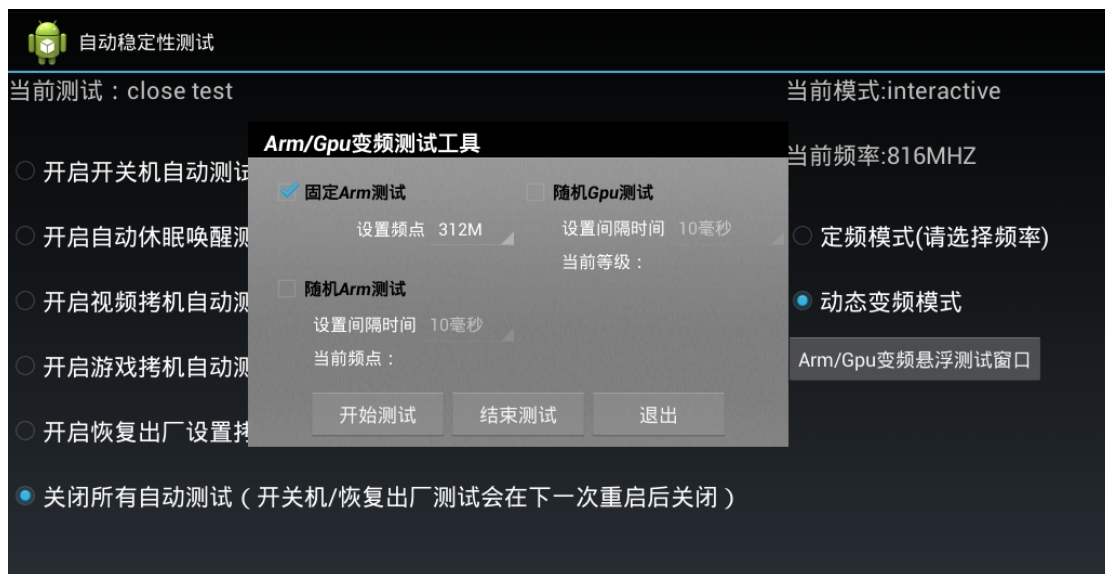 自动稳定性测试
当前测试：close test
当前模式:interactive
Arm/Gpu变频测试工具
当前频率:816MHZ
开启开关机自动测试
固定Arm测试
随机Gpu测试
设置频点 312M
设置间隔时间 10毫秒
开启自动休眠唤醒测
定频模式(请选择频率)
当前等级：
随机Arm测试
开启视频拷机自动测
动态变频模式
设置间隔时间 10毫秒
当前频点：
开启游戏拷机自动测
Arm/Gpu变频悬浮测试窗口
开始测试
结束测试
退出
开启恢复出厂设置拷
关闭所有自动测试（开关机/恢复出厂测试会在下一次重启后关闭）